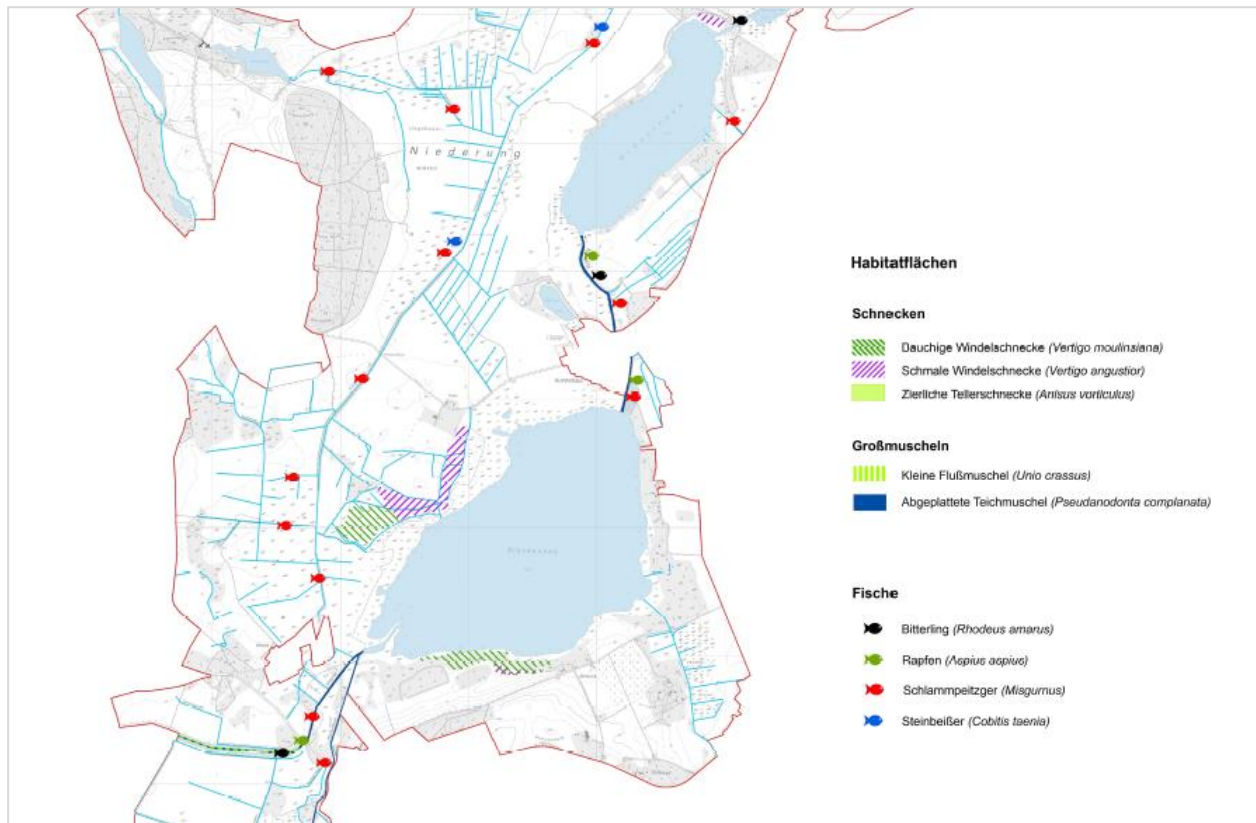 Niederung
Habitatflächen
Schnecken
Bauchige Windelschnecke (Vertigo moulinsiana)
Schmale Windelschnecke (Vertigo angustior)
Zierliche Tellerschnecke (Anisus vorticulus)
Großmuscheln
Kleine Flußmuschel (Unio crassus)
Abgeplattete Teichmuschel (Pseudanodonta complanata)
Fische
Bitterling (Rhodeus amarus)
Rapfen (Aspius aspius)
Schlammpeitzger (Misgurnus)
Steinbeißer (Cobitis taenia)